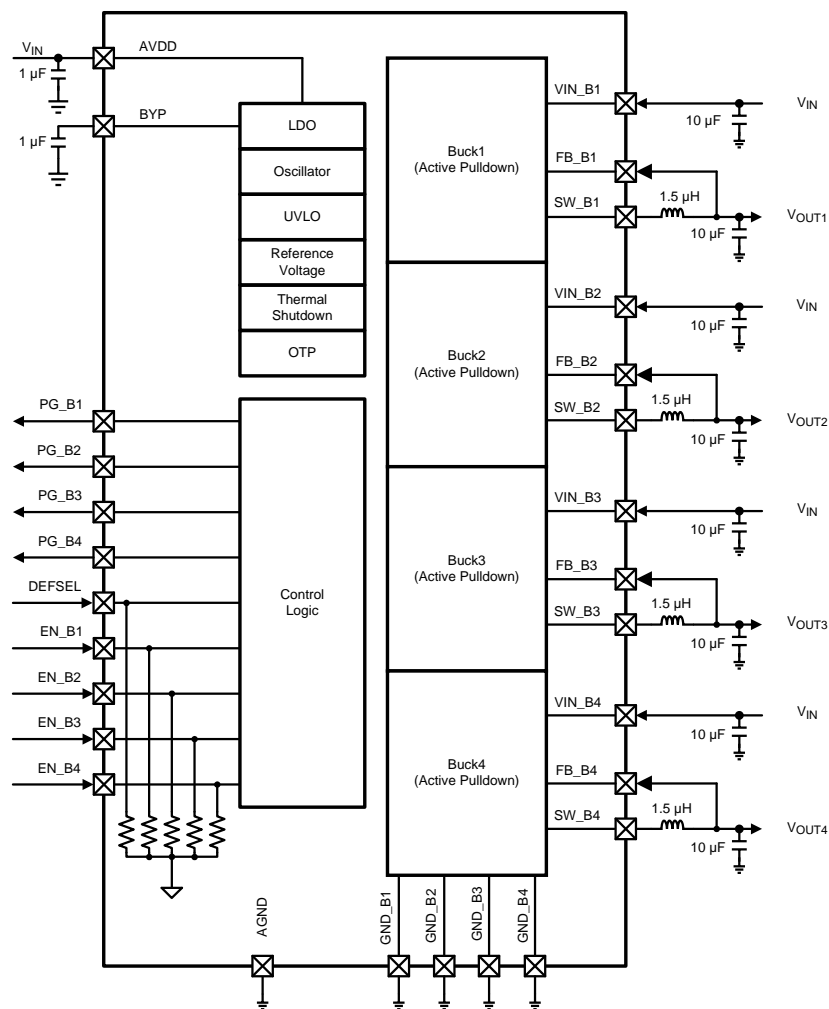 VIN
AVDD
1 µF
BYP
1 µF
LDO
Oscillator
UVLO
Reference
Voltage
Thermal
Shutdown
OTP
PG_B1
PG_B2
PG_B3
PG_B4
DEFSEL
EN_B1
EN_B2
EN_B3
EN_B4
Control
Logic
AGND
Buck1
(Active Pulldown)
VIN_B1
VIN
10 µF
FB_B1
SW_B1
1.5 µH
VOUT1
10 µF
Buck2
(Active Pulldown)
VIN_B2
VIN
10 µF
FB_B2
SW_B2
1.5 µH
VOUT2
10 µF
Buck3
(Active Pulldown)
VIN_B3
VIN
10 µF
FB_B3
SW_B3
1.5 µH
VOUT3
10 µF
Buck4
(Active Pulldown)
VIN_B4
VIN
10 µF
FB_B4
SW_B4
1.5 µH
VOUT4
10 µF
GND_B1
GND_B2
GND_B3
GND_B4